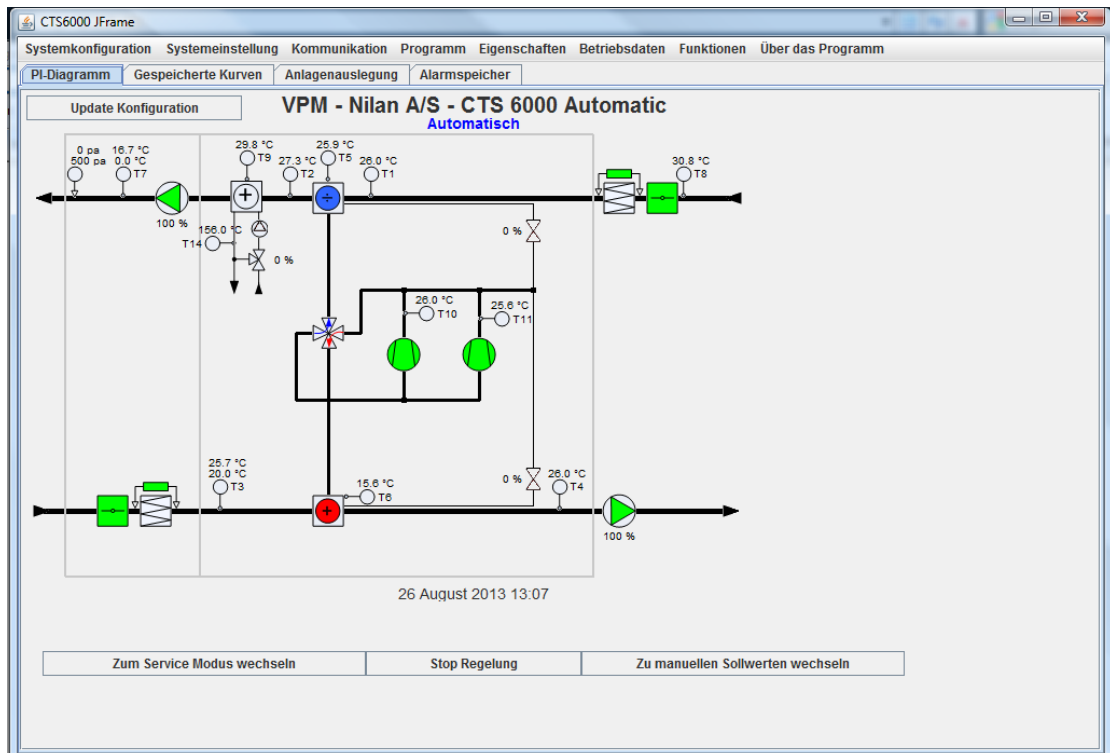 CTS6000 JFrame
Systemkonfiguration Systemeinstellung Kommunikation Programm Eigenschaften Betriebsdaten Funktionen Über das Programm
PI-Diagramm Gespeicherte Kurven Anlagenauslegung Alarmspeicher
Update Konfiguration
VPM - Nilan A/S - CTS 6000 Automatic
Automatisch
0 pa 16.7 °C 29.8 °C 25.9 °C
500 pa 0.0 °C T9 T5 30.8 °C
T7 27.3 °C 26.0 °C T8
T2 T1
100 %
156.0 °C
T14
0 %
0 %
26.0 °C 25.6 °C
T10 T11
25.7 °C
20.0 °C
T3
15.6 °C
T6
0 %
26.0 °C
T4
100 %
26 August 2013 13:07
Zum Service Modus wechseln Stop Regelung Zu manuellen Sollwerten wechseln